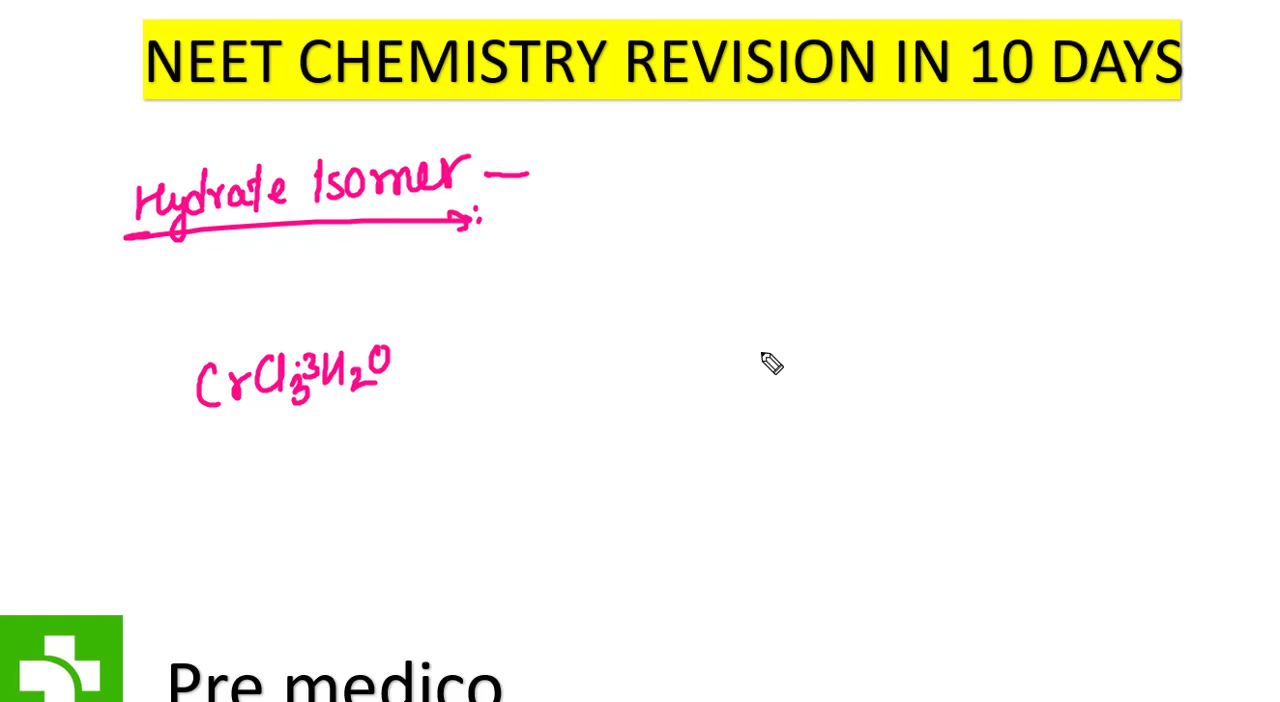 NEET CHEMISTRY REVISION IN 10 DAYS
Hydrate Isomer —
CrCl₃·3H₂O
Pre medico